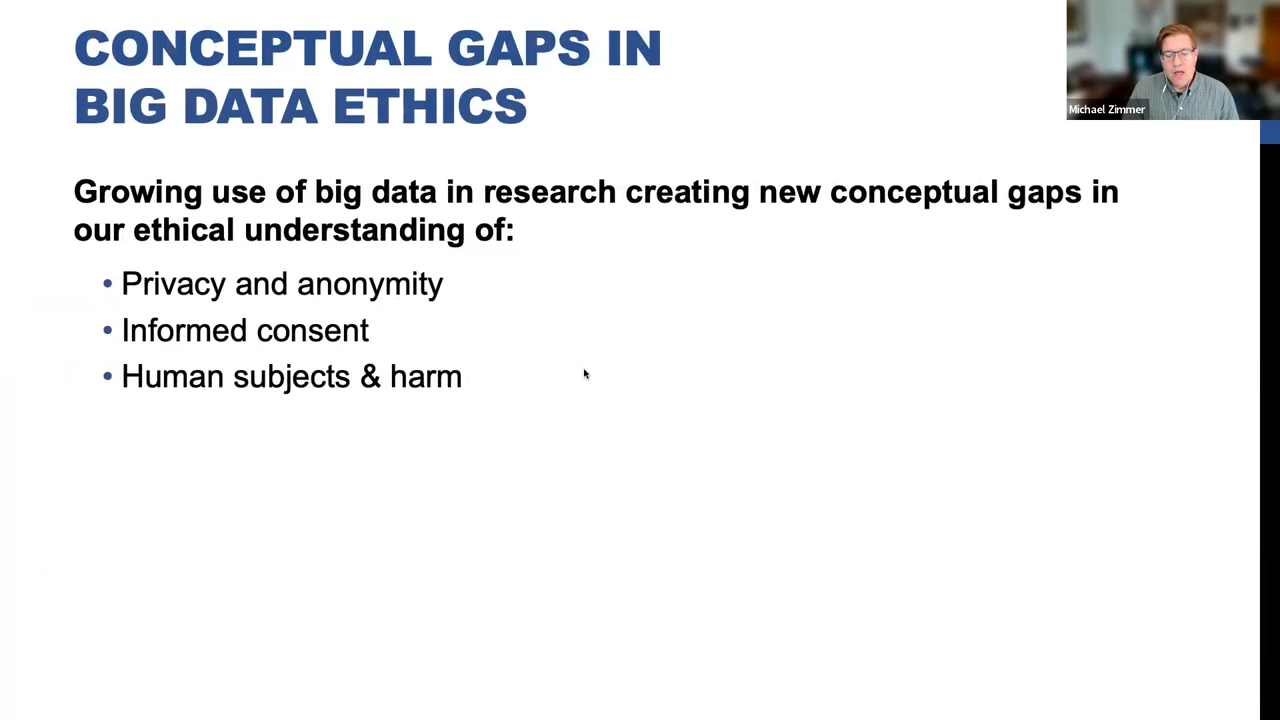 CONCEPTUAL GAPS IN
BIG DATA ETHICS
Michael Zimmer
Growing use of big data in research creating new conceptual gaps in
our ethical understanding of:
• Privacy and anonymity
• Informed consent
• Human subjects & harm